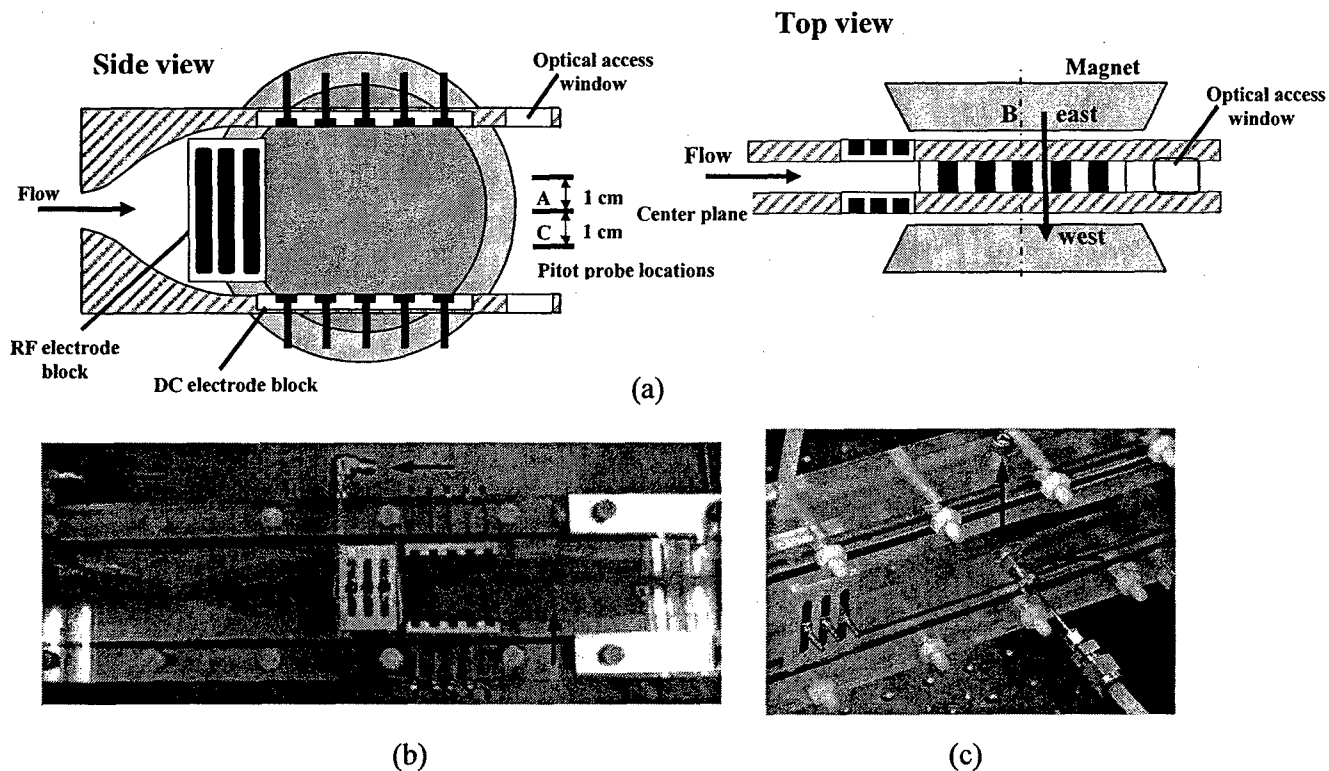 Side view
Optical access
window
Flow
A
1 cm
C
1 cm
Pitot probe locations
RF electrode
block
DC electrode block
Top view
Magnet
Optical access
window
B
east
Flow
Center plane
west
(a)
(b)
(c)